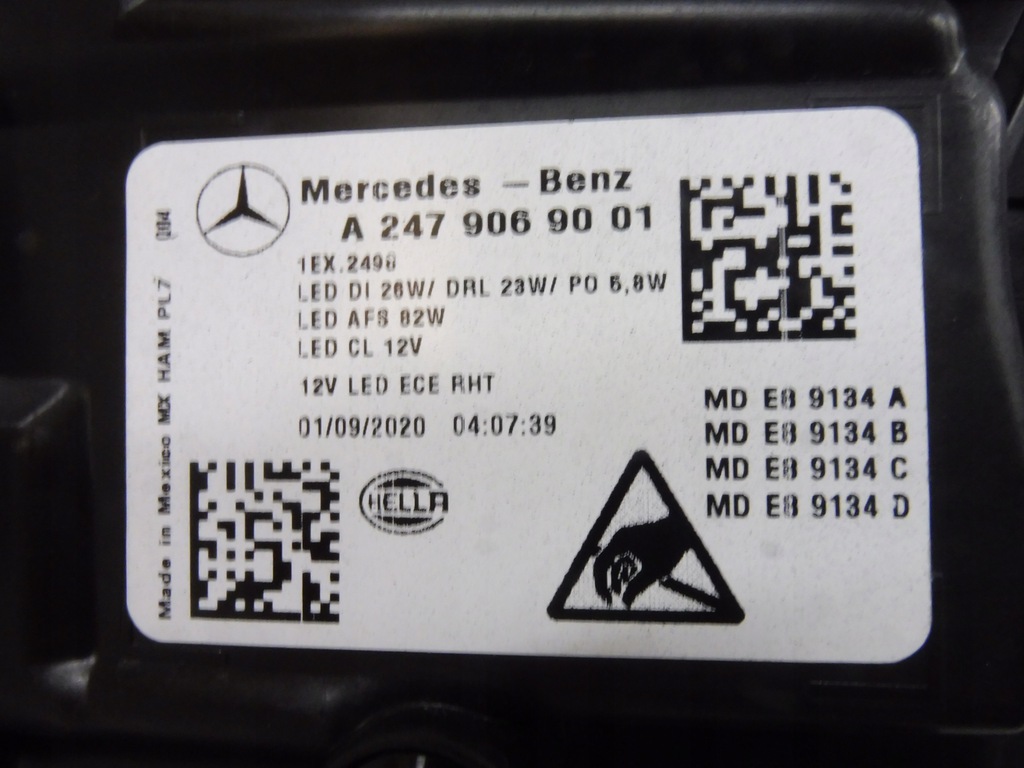 Mercedes - Benz
A 247 906 90 01
1EX.2498
LED DI 26W/ DRL 23W/ PO 6,8W
LED AFS 82W
LED CL 12V
12V LED ECE RHT
01/09/2020 04:07:39
HELLA
MD E8 9134 A
MD E8 9134 B
MD E8 9134 C
MD E8 9134 D
Made in Mexico MX HAM PL7